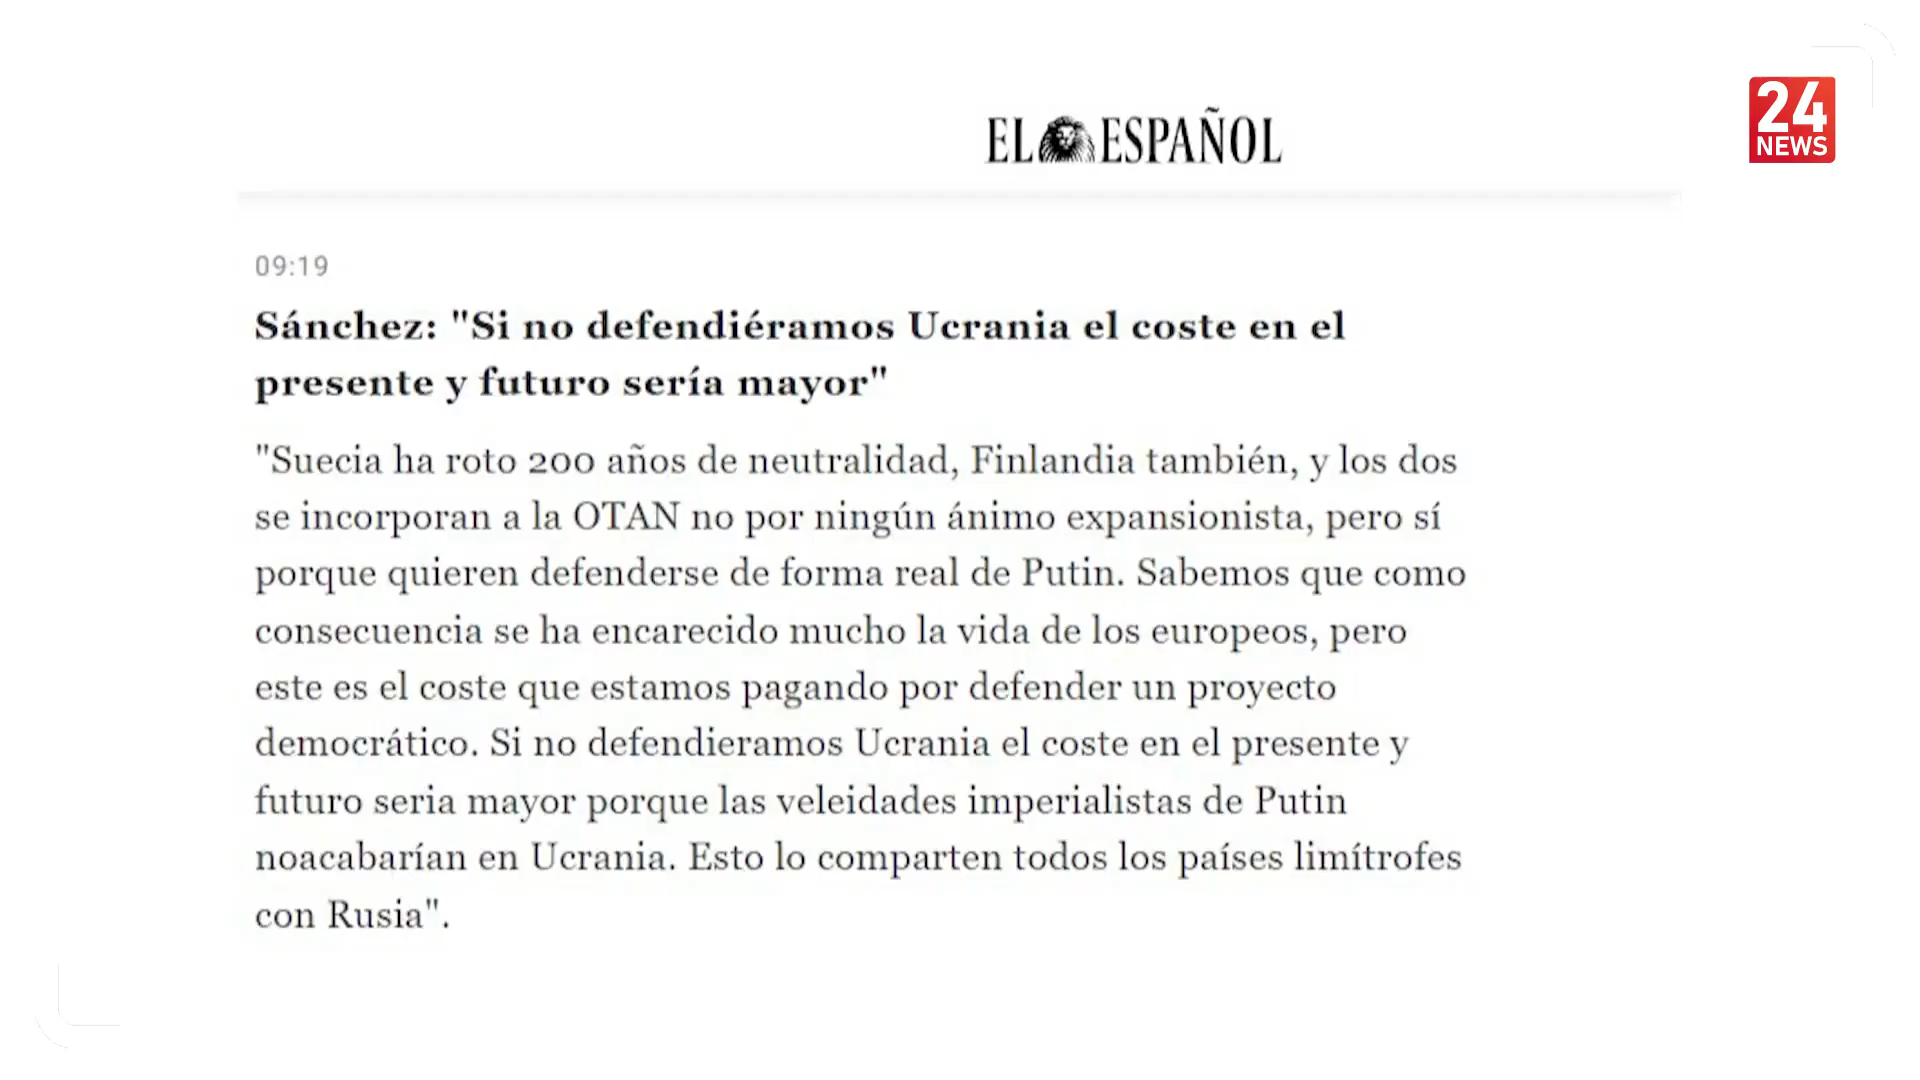 EL ESPAÑOL
24
NEWS
09:19
Sánchez: "Si no defendiéramos Ucrania el coste en el
presente y futuro sería mayor"
"Suecia ha roto 200 años de neutralidad, Finlandia también, y los dos
se incorporan a la OTAN no por ningún ánimo expansionista, pero sí
porque quieren defenderse de forma real de Putin. Sabemos que como
consecuencia se ha encarecido mucho la vida de los europeos, pero
este es el coste que estamos pagando por defender un proyecto
democrático. Si no defendieramos Ucrania el coste en el presente y
futuro seria mayor porque las veleidades imperialistas de Putin
noacabarían en Ucrania. Esto lo comparten todos los países limítrofes
con Rusia".